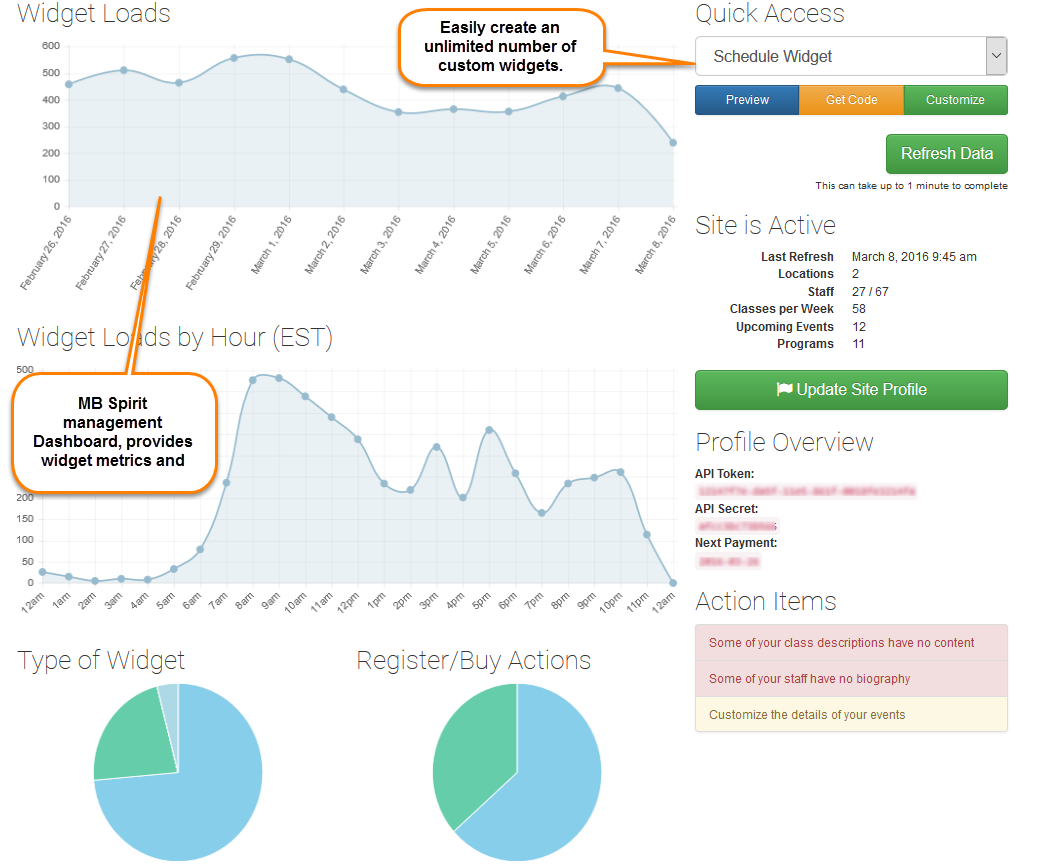 Widget Loads
Easily create an
unlimited number of
custom widgets.
600
500
400
300
200
100
0
February 26, 2016
February 27, 2016
February 28, 2016
February 29, 2016
March 1, 2016
March 2, 2016
March 3, 2016
March 4, 2016
March 5, 2016
March 6, 2016
March 7, 2016
March 8, 2016
Widget Loads by Hour (EST)
500
MB Spirit
management
Dashboard, provides
widget metrics and
200
150
100
50
0
12am
1am
2am
3am
4am
5am
6am
7am
8am
9am
10am
11am
12pm
1pm
2pm
3pm
4pm
5pm
6pm
7pm
8pm
9pm
10pm
11pm
12am
Type of Widget
Register/Buy Actions
Quick Access
Schedule Widget
Preview Get Code Customize
Refresh Data
This can take up to 1 minute to complete
Site is Active
Last Refresh March 8, 2016 9:45 am
Locations 2
Staff 27 / 67
Classes per Week 58
Upcoming Events 12
Programs 11
Update Site Profile
Profile Overview
API Token:
API Secret:
Next Payment:
Action Items
Some of your class descriptions have no content
Some of your staff have no biography
Customize the details of your events